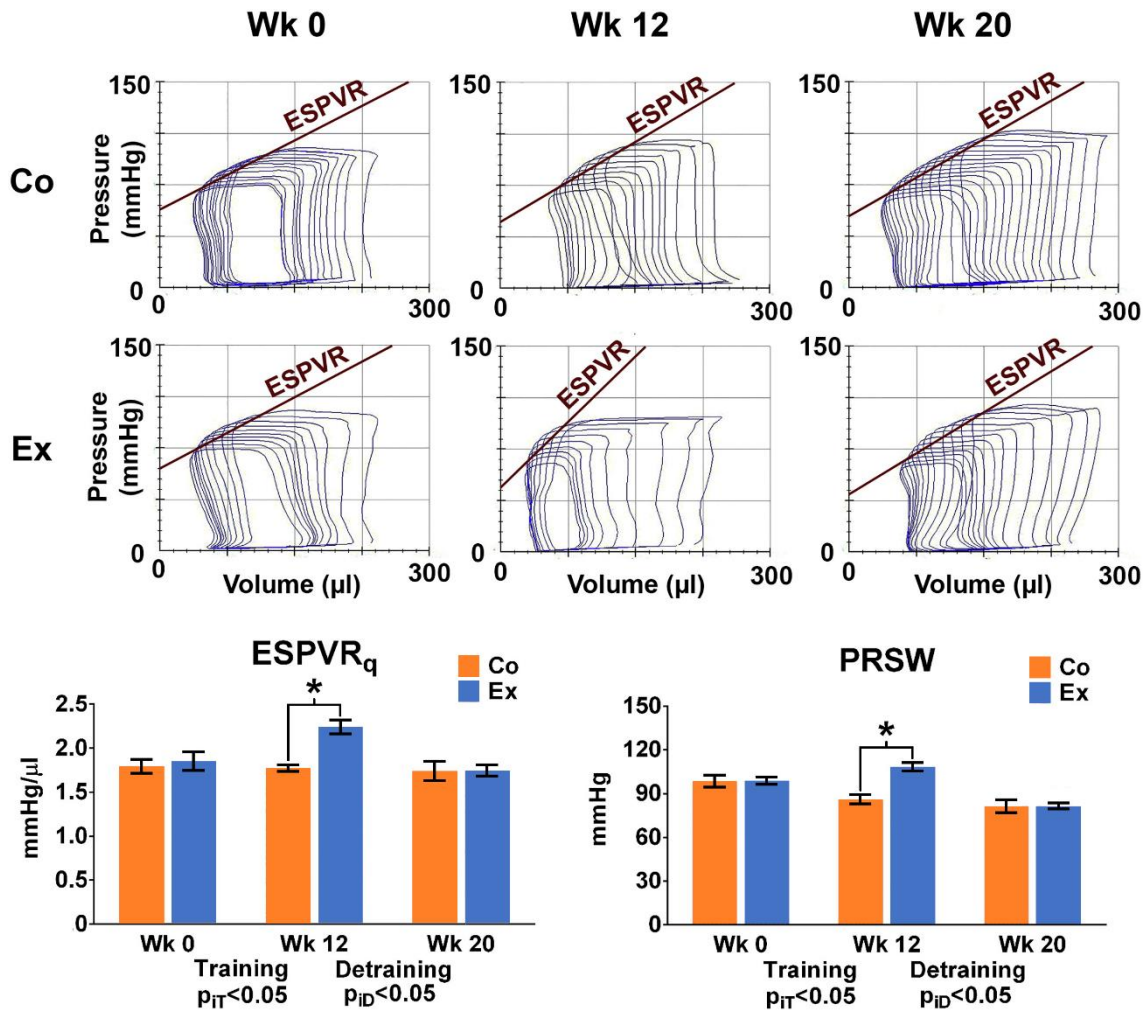 Wk 0 Wk 12 Wk 20
150 150 150
ESPVR ESPVR ESPVR
Co
Pressure
(mmHg)
0 0 0
0 300 0 300 0 300
150 150 150
ESPVR ESPVR ESPVR
Ex
Pressure
(mmHg)
0 0 0
0 300 0 300 0 300
Volume (µl) Volume (µl) Volume (µl)
ESPVRq
Co
Ex
*
2.5
2.0
1.5
1.0
0.5
0
mmHg/µl
Wk 0 Wk 12 Wk 20
Training Detraining
piT<0.05 piD<0.05
PRSW
Co
Ex
*
150
120
90
60
30
0
mmHg
Wk 0 Wk 12 Wk 20
Training Detraining
piT<0.05 piD<0.05